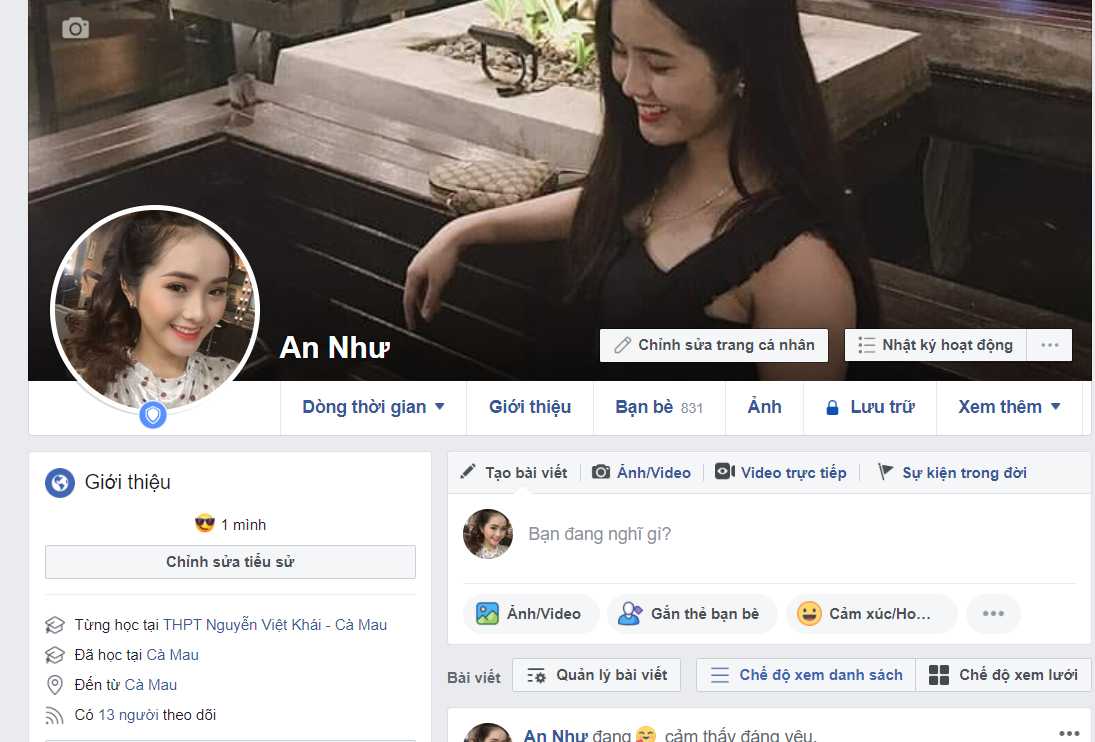 An Như
Chỉnh sửa trang cá nhân
Nhật ký hoạt động
Dòng thời gian
Giới thiệu
Bạn bè 831
Ảnh
Lưu trữ
Xem thêm
Giới thiệu
1 mình
Chỉnh sửa tiểu sử
Từng học tại THPT Nguyễn Việt Khái - Cà Mau
Đã học tại Cà Mau
Đến từ Cà Mau
Có 13 người theo dõi
Tạo bài viết
Ảnh/Video
Video trực tiếp
Sự kiện trong đời
Bạn đang nghĩ gì?
Ảnh/Video
Gắn thẻ bạn bè
Cảm xúc/Ho...
Bài viết
Quản lý bài viết
Chế độ xem danh sách
Chế độ xem lưới
An Như đang cảm thấy đáng yêu.